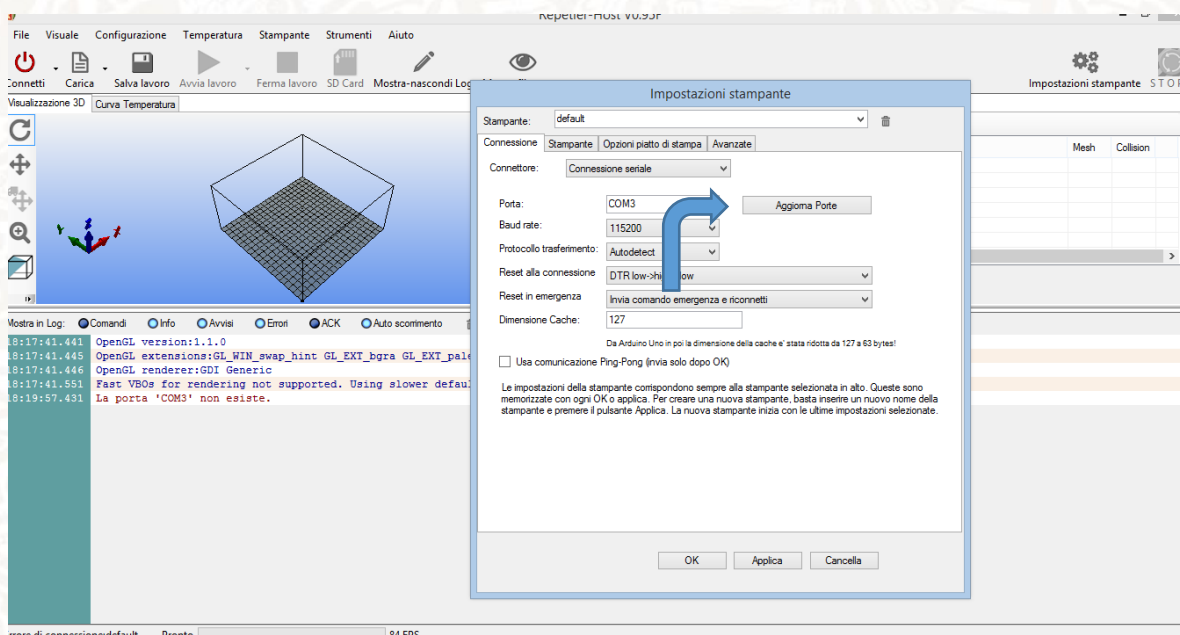 Repetier-Host V0.95F
File Visuale Configurazione Temperatura Stampante Strumenti Aiuto
Connetti Carica Salva lavoro Avvia lavoro Ferma lavoro SD Card Mostra-nascondi Log
Impostazioni stampante STO
Visualizzazione 3D Curva Temperatura
Y Z X
Mesh Collision
Impostazioni stampante
Stampante: default
Connessione Stampante Opzioni piatto di stampa Avanzate
Connettore: Connessione seriale
Porta: COM3 Aggiorna Porte
Baud rate: 115200
Protocollo trasferimento: Autodetect
Reset alla connessione DTR low->hi low
Reset in emergenza Invia comando emergenza e riconnetti
Dimensione Cache: 127
Da Arduino Uno in poi la dimensione della cache e' stata ridotta da 127 a 63 bytes!
Usa comunicazione Ping-Pong (invia solo dopo OK)
Le impostazioni della stampante corrispondono sempre alla stampante selezionata in alto. Queste sono
memorizzate con ogni OK o applica. Per creare una nuova stampante, basta inserire un nuovo nome della
stampante e premere il pulsante Applica. La nuova stampante inizia con le ultime impostazioni selezionate.
OK Applica Cancella
Mostra in Log: Comandi Info Avvisi Errori ACK Auto scorrimento
18:17:41.441 OpenGL version:1.1.0
18:17:41.445 OpenGL extensions:GL_WIN_swap_hint GL_EXT_bgra GL_EXT_pale
18:17:41.446 OpenGL renderer:GDI Generic
18:17:41.551 Fast VBOs for rendering not supported. Using slower defau
18:19:57.431 La porta 'COM3' non esiste.
Pronto 84 FPS